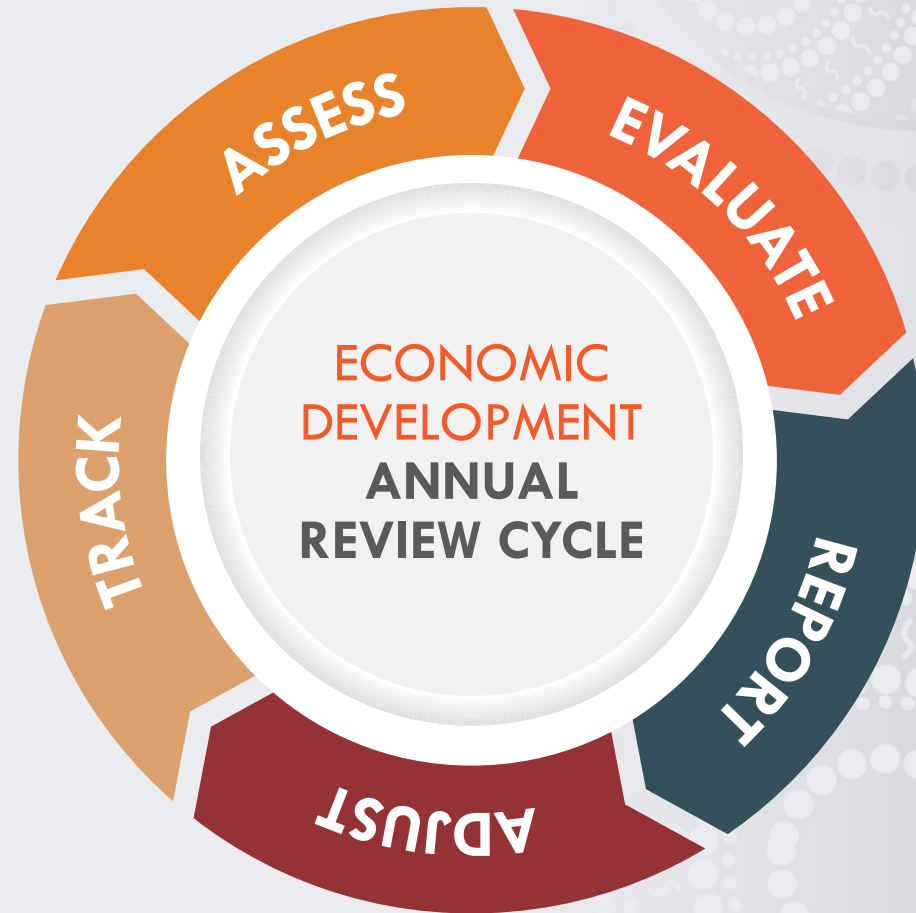 ASSESS
EVALUATE
REPORT
ADJUST
TRACK
ECONOMIC
DEVELOPMENT
ANNUAL
REVIEW CYCLE